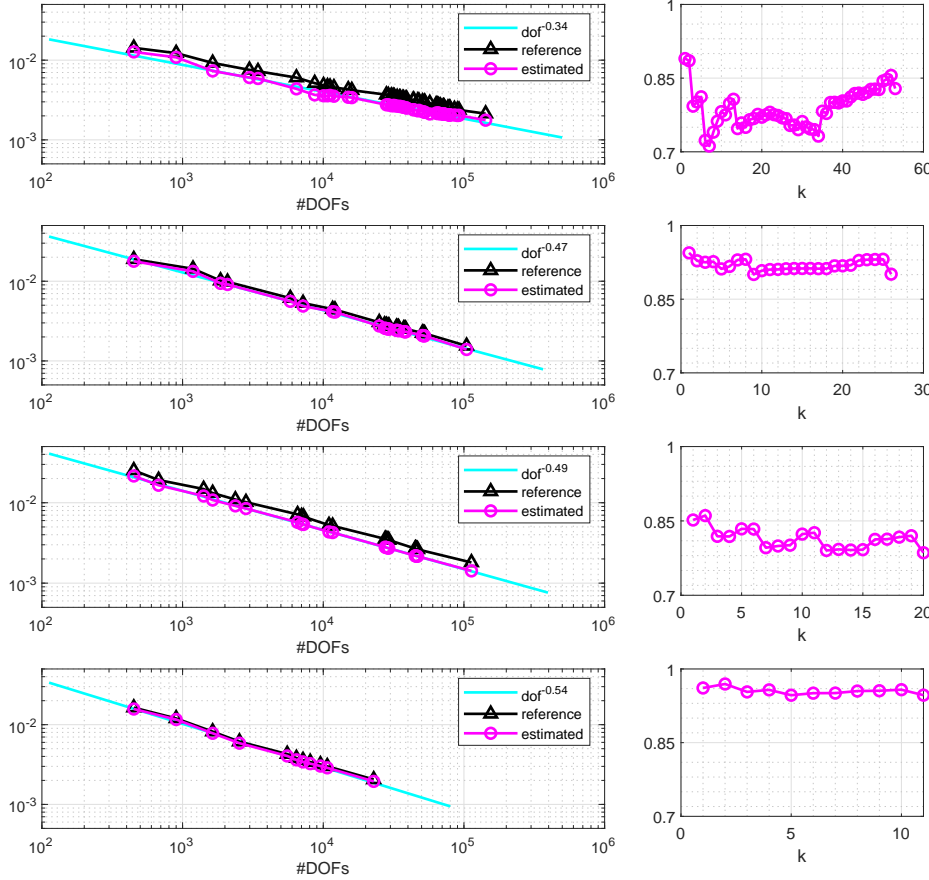 10^-2
10^-3
10^2 10^3 10^4 10^5 10^6
#DOFs
dof^-0.34
reference
estimated
1
0.85
0.7
0 20 40 60
k
10^-2
10^-3
10^2 10^3 10^4 10^5 10^6
#DOFs
dof^-0.47
reference
estimated
1
0.85
0.7
0 10 20 30
k
10^-2
10^-3
10^2 10^3 10^4 10^5 10^6
#DOFs
dof^-0.49
reference
estimated
1
0.85
0.7
0 5 10 15 20
k
10^-2
10^-3
10^2 10^3 10^4 10^5 10^6
#DOFs
dof^-0.54
reference
estimated
1
0.85
0.7
0 5 10
k